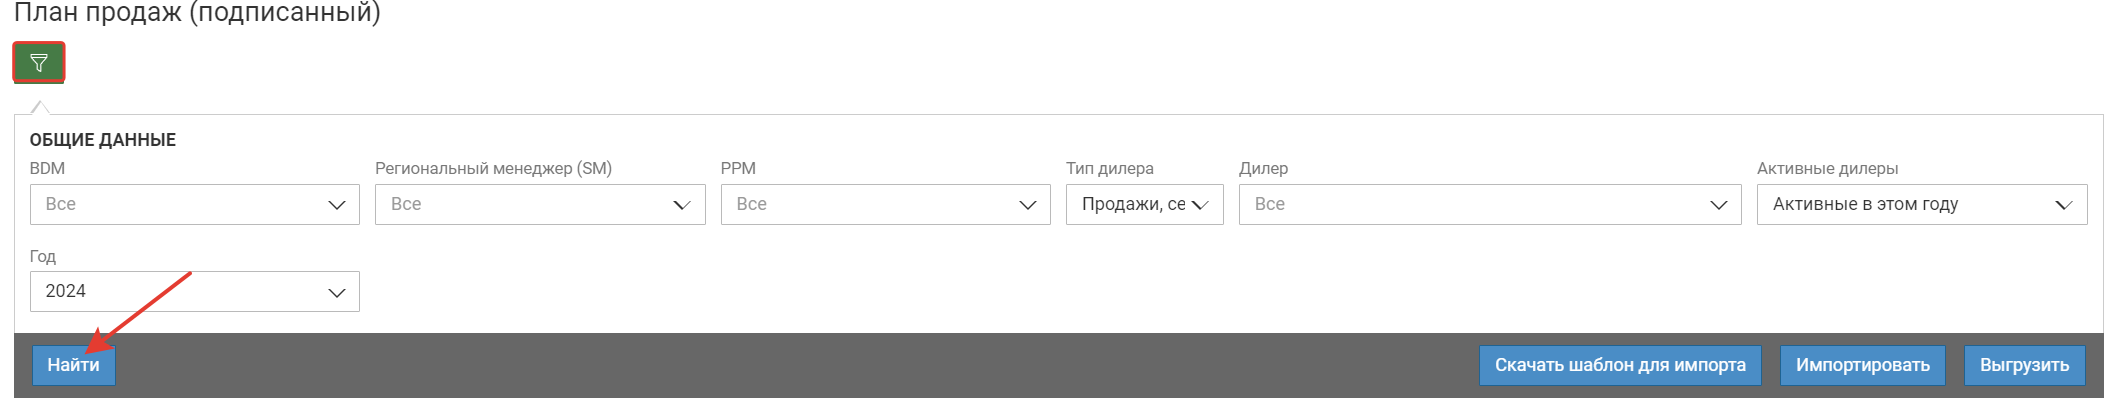 План продаж (подписанный)
ОБЩИЕ ДАННЫЕ
BDM Региональный менеджер (SM) PPM Тип дилера Дилер Активные дилеры
Все Все Все Продажи, се Все Активные в этом году
Год
2024
Найти Скачать шаблон для импорта Импортировать Выгрузить